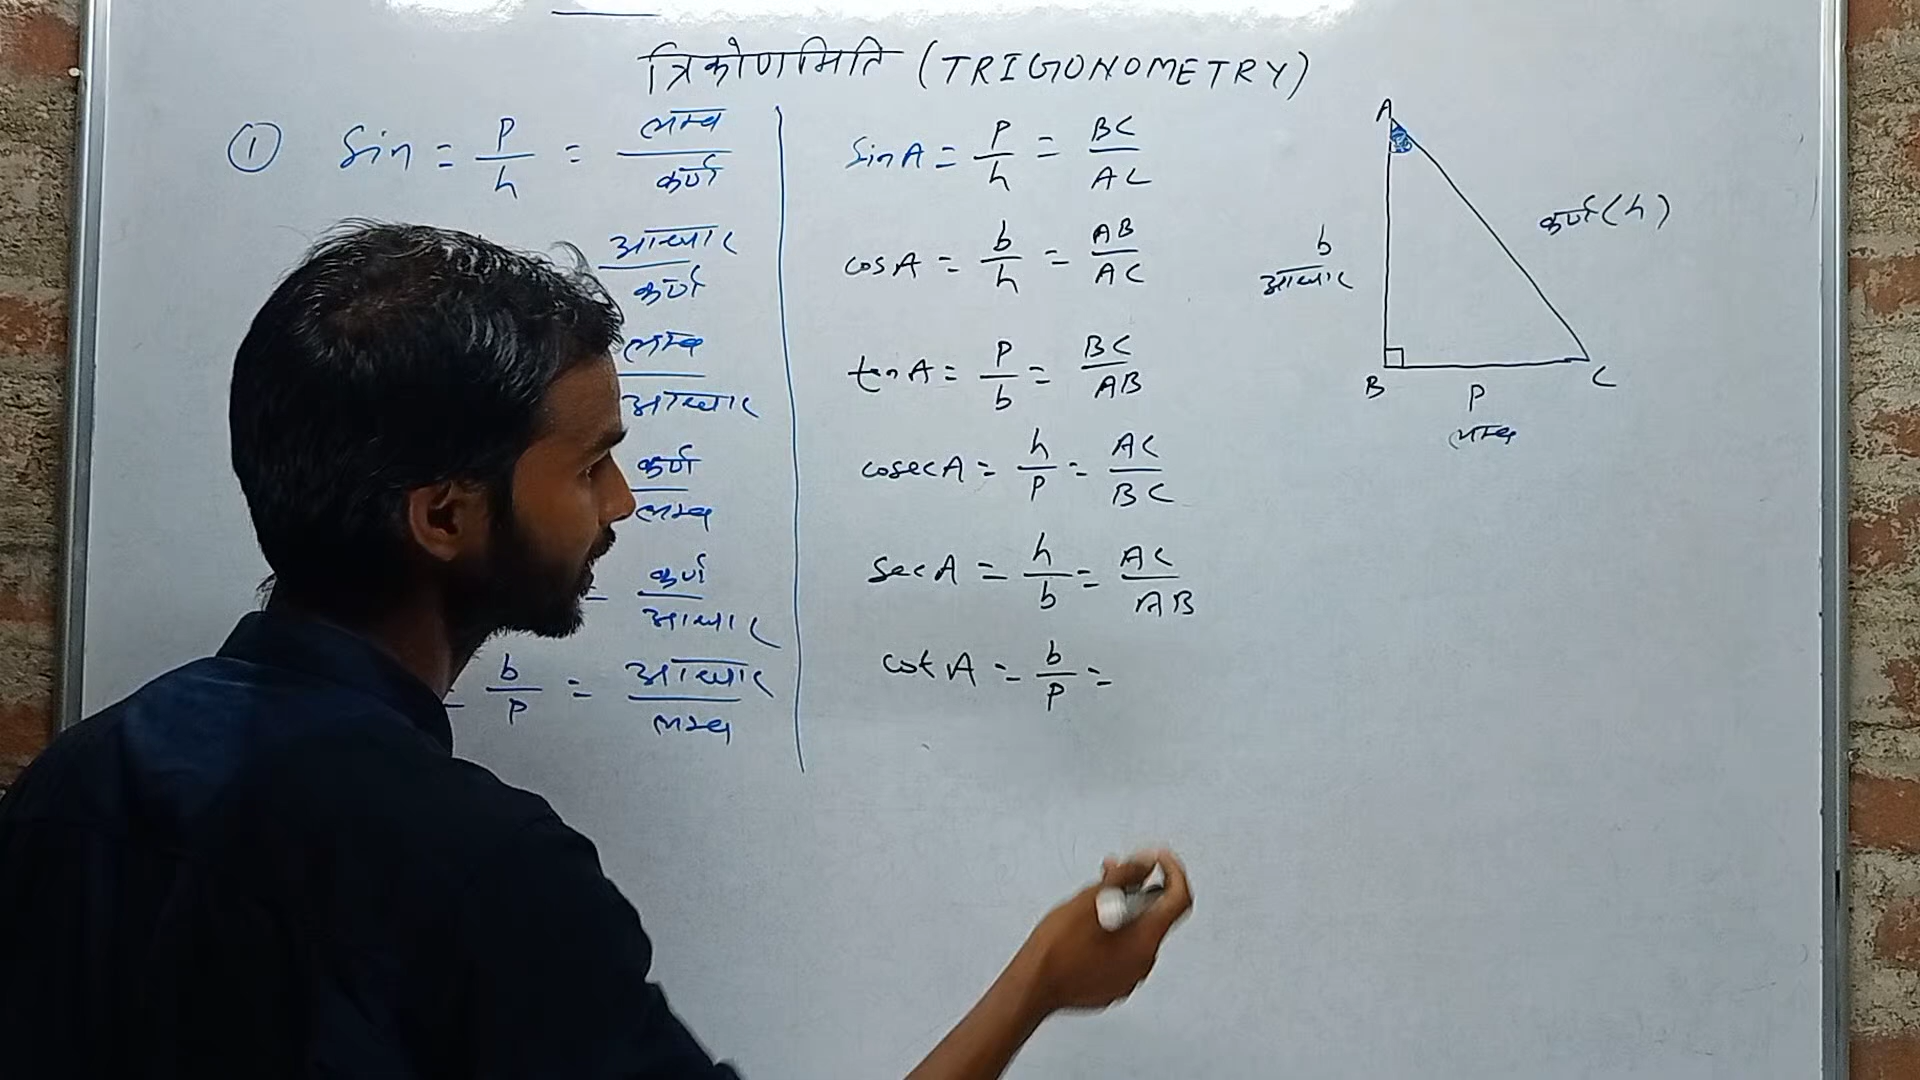 त्रिकोणमिति (TRIGONOMETRY)
① Sin = P/h = लम्ब/कर्ण
आधार/कर्ण
लम्ब/आधार
कर्ण/लम्ब
= कर्ण/आधार
= b/P = आधार/लम्ब
SinA = P/h = BC/AC
cosA = b/h = AB/AC
tanA = P/b = BC/AB
cosecA = h/P = AC/BC
SecA = h/b = AC/AB
cotA = b/P =
A
कर्ण(h)
b
आधार
B
C
P
लम्ब